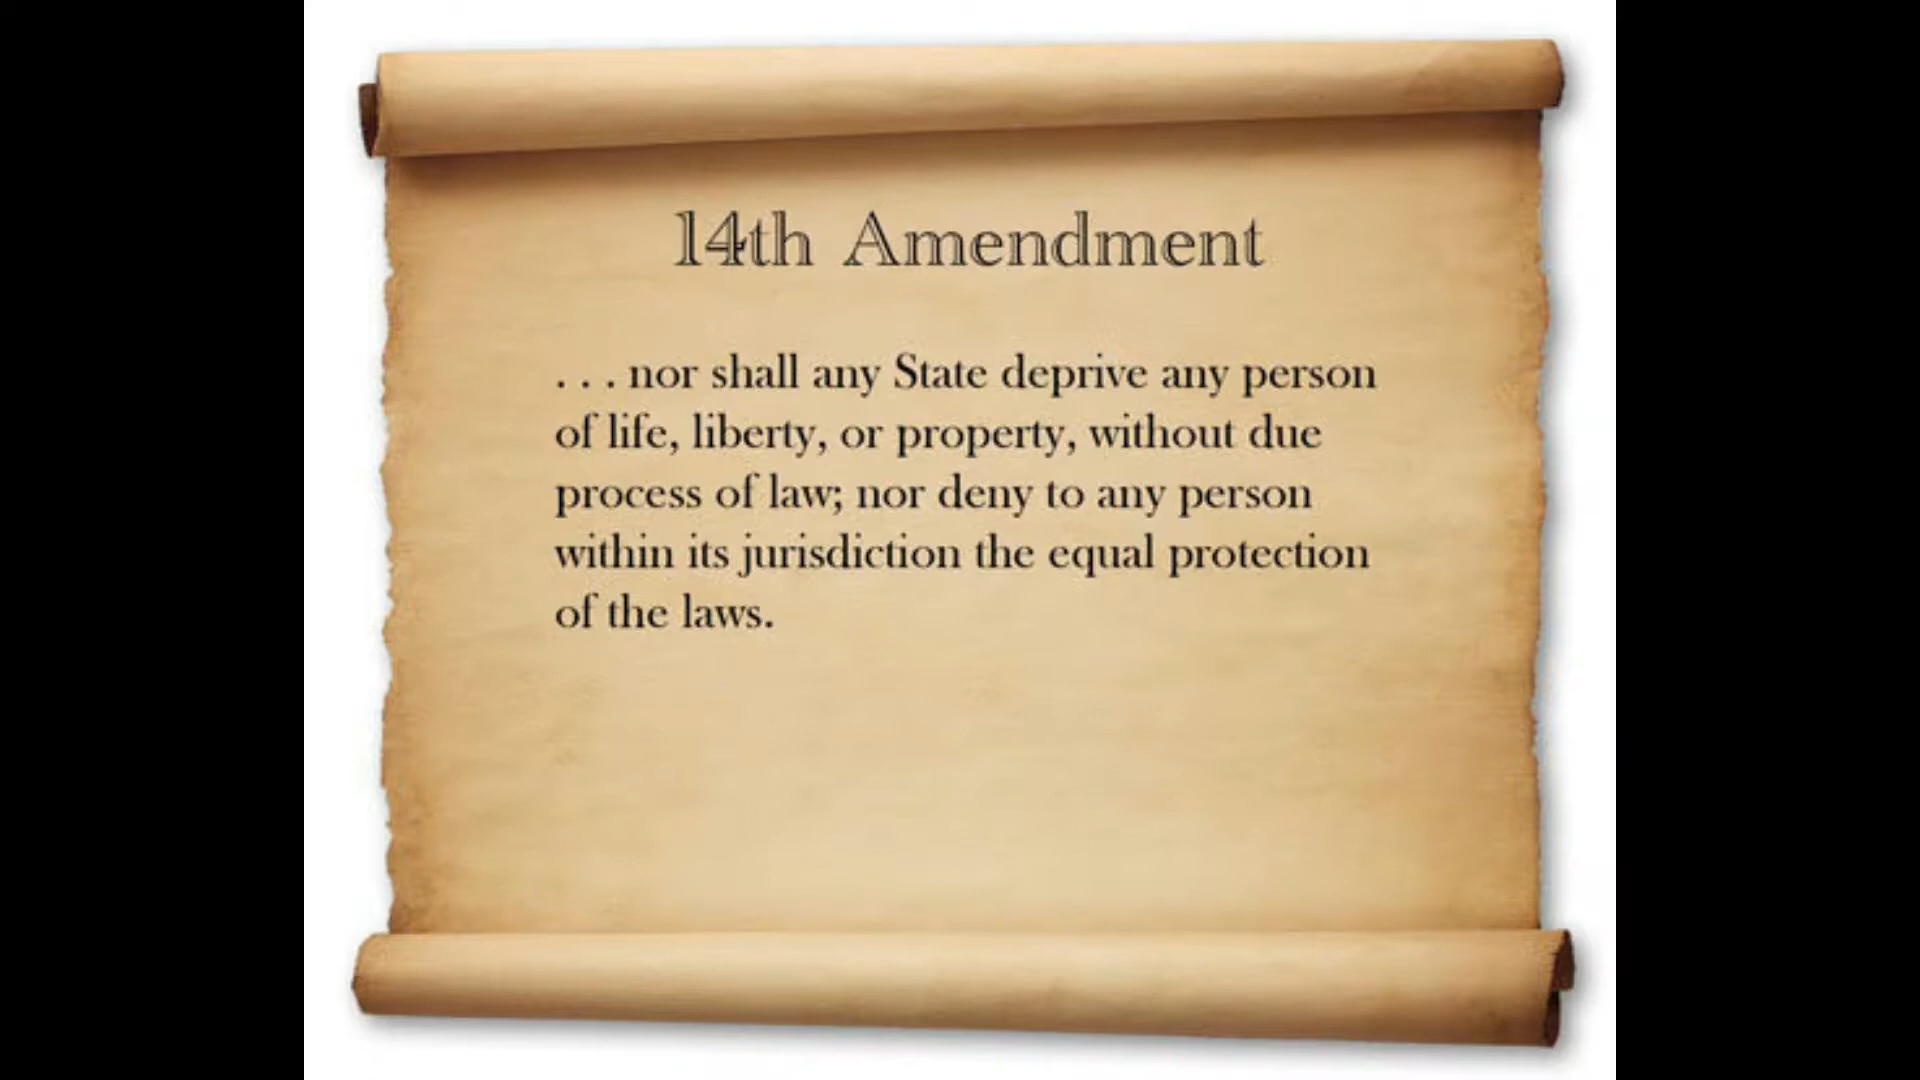 14th Amendment
. . . nor shall any State deprive any person
of life, liberty, or property, without due
process of law; nor deny to any person
within its jurisdiction the equal protection
of the laws.